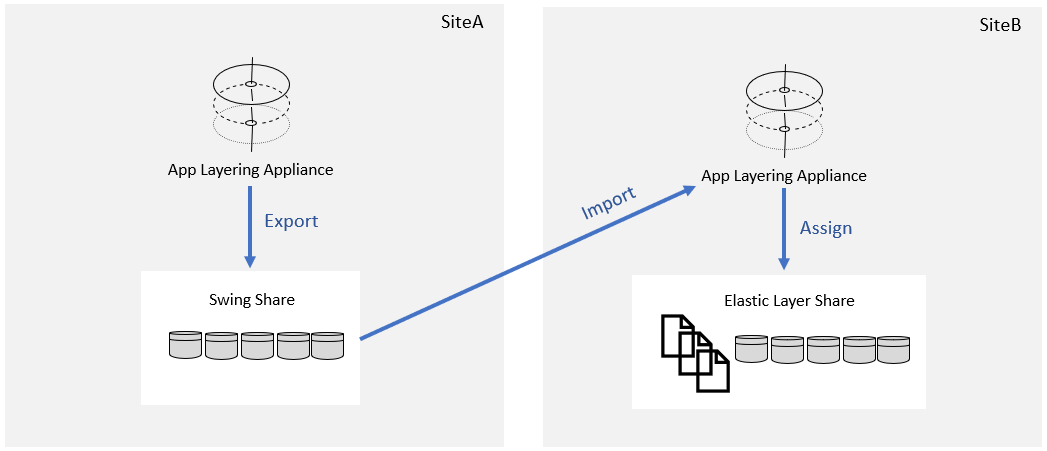 SiteA
App Layering Appliance
Export
Swing Share
Import
SiteB
App Layering Appliance
Assign
Elastic Layer Share